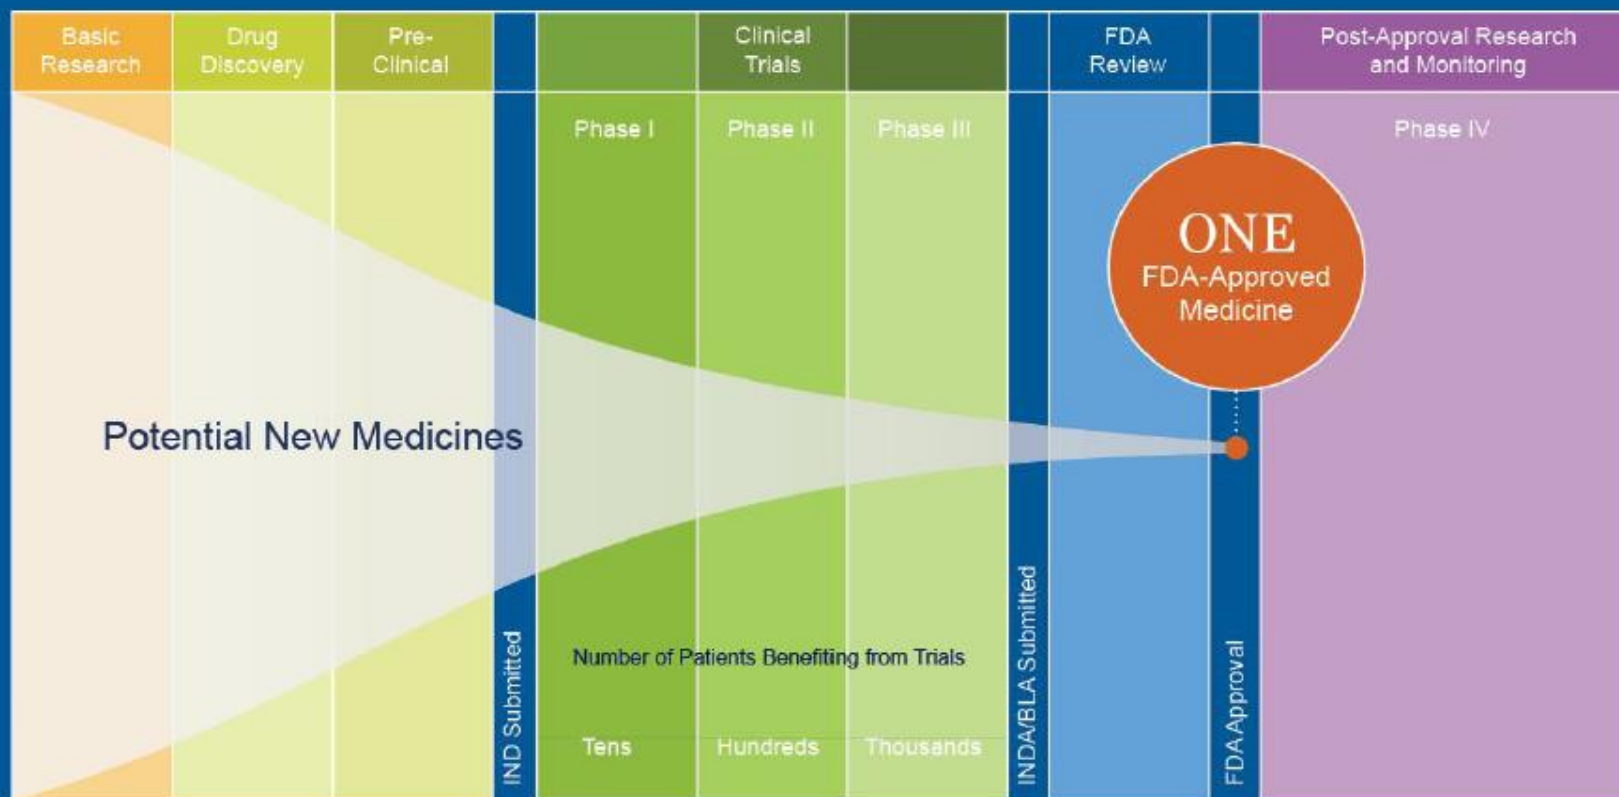 Basic
Research
Drug
Discovery
Pre-
Clinical
Clinical
Trials
FDA
Review
Post-Approval Research
and Monitoring
Phase I
Phase II
Phase III
Phase IV
ONE
FDA-Approved
Medicine
Potential New Medicines
IND Submitted
Number of Patients Benefiting from Trials
Tens
Hundreds
Thousands
INDA/BLA Submitted
FDA Approval